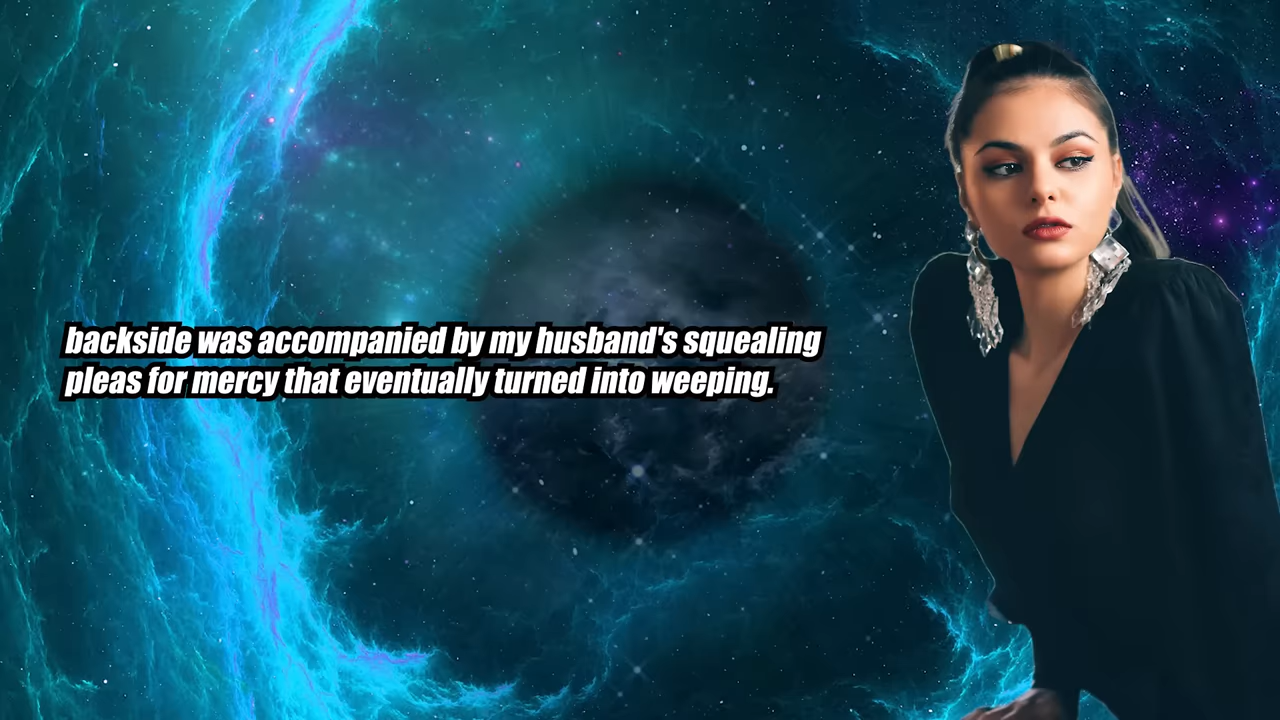 backside was accompanied by my husband's squealing
pleas for mercy that eventually turned into weeping.